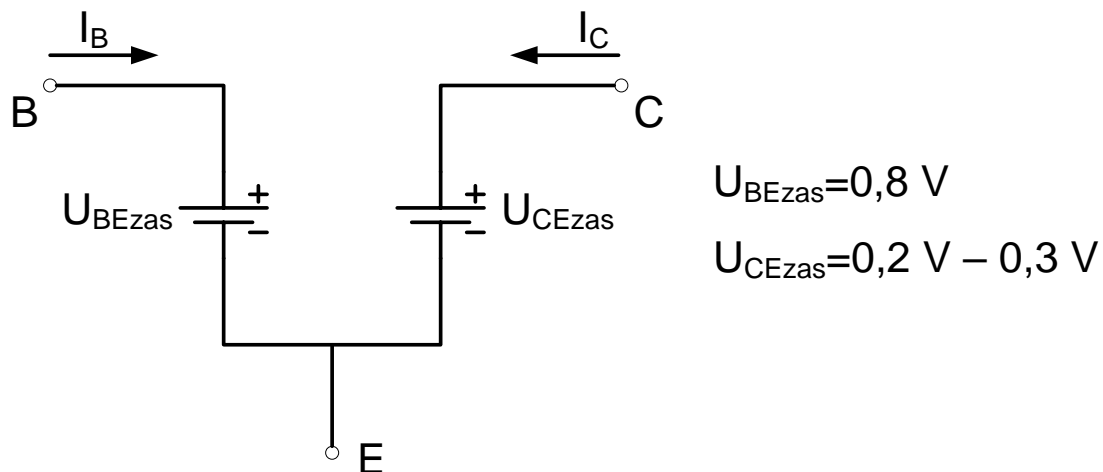 I_B
I_C
B
C
U_BEzas
+
-
+
-
U_CEzas
U_BEzas=0,8 V
U_CEzas=0,2 V – 0,3 V
E